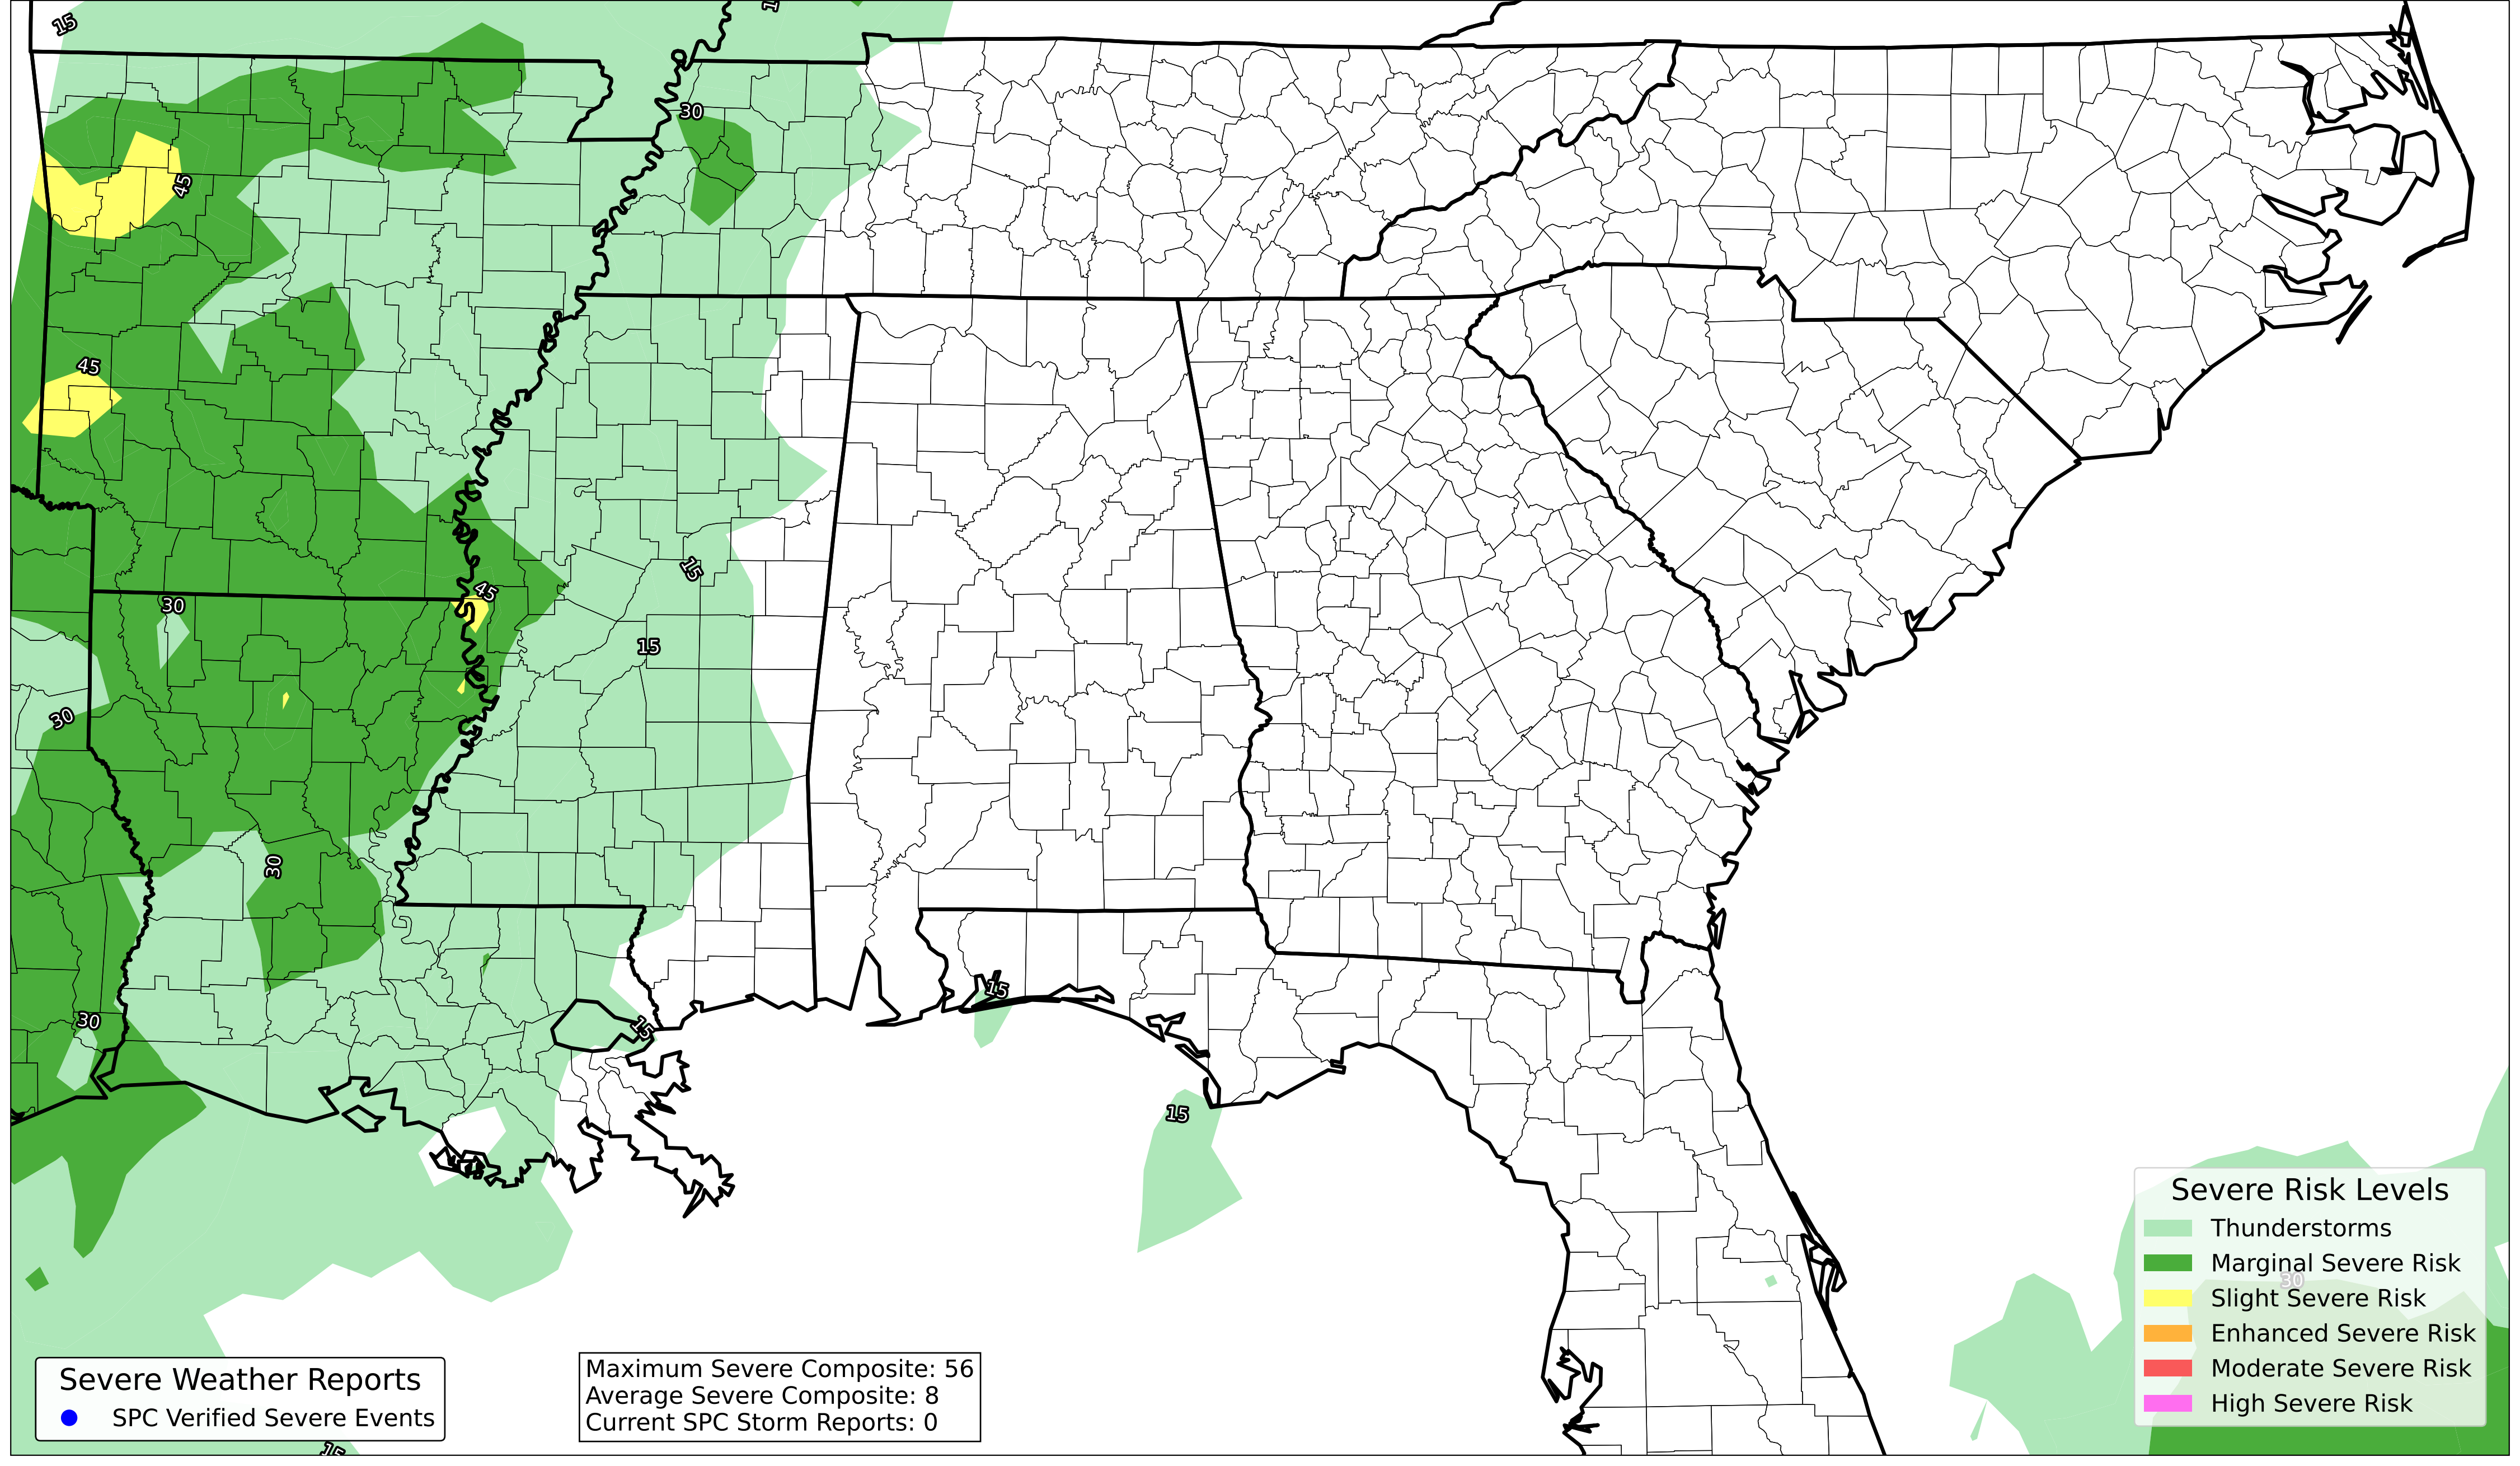 15
1
30
45
45
15
45
30
15
30
30
15
30
15
15
30
15
Severe Risk Levels
Thunderstorms
Marginal Severe Risk
Slight Severe Risk
Enhanced Severe Risk
Moderate Severe Risk
High Severe Risk
Severe Weather Reports
SPC Verified Severe Events
Maximum Severe Composite: 56
Average Severe Composite: 8
Current SPC Storm Reports: 0